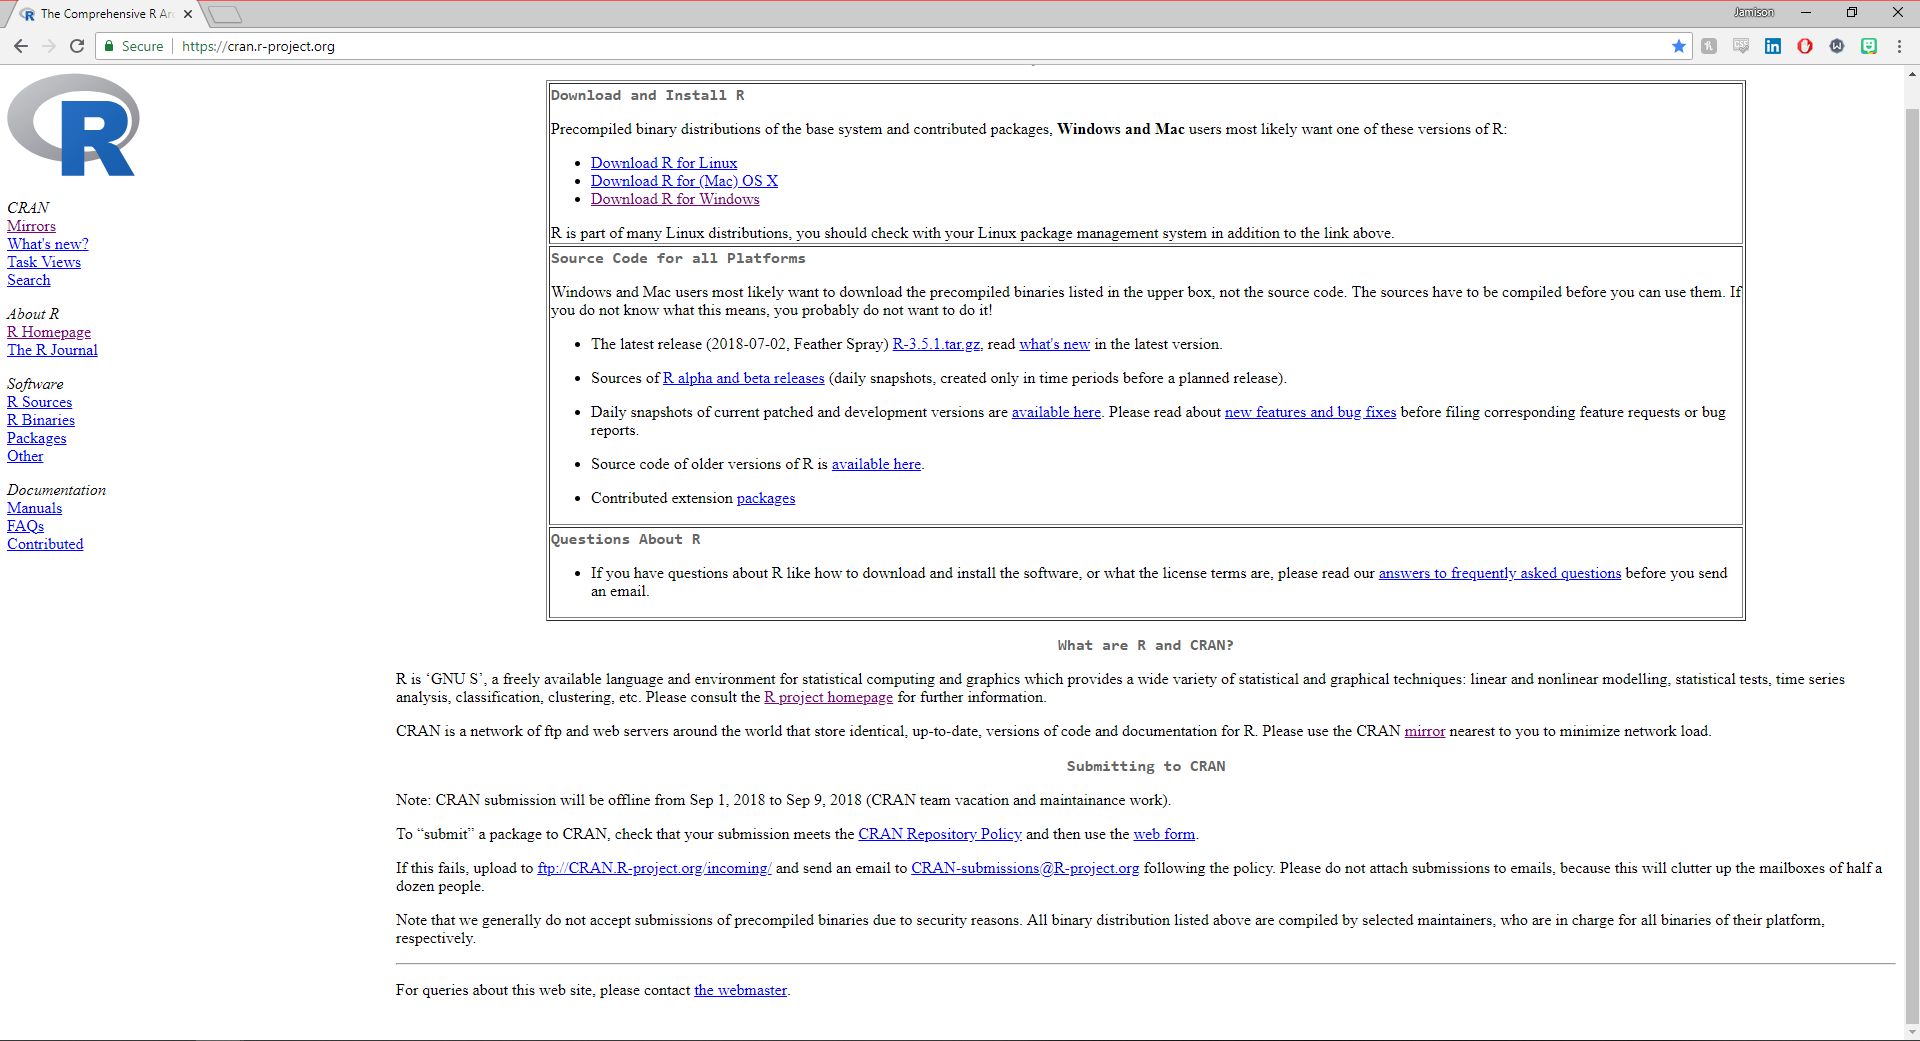 The Comprehensive R Ar
Jamison
Secure
https://cran.r-project.org
R
CRAN
Mirrors
What's new?
Task Views
Search
About R
R Homepage
The R Journal
Software
R Sources
R Binaries
Packages
Other
Documentation
Manuals
FAQs
Contributed
Download and Install R
Precompiled binary distributions of the base system and contributed packages, Windows and Mac users most likely want one of these versions of R:
Download R for Linux
Download R for (Mac) OS X
Download R for Windows
R is part of many Linux distributions, you should check with your Linux package management system in addition to the link above.
Source Code for all Platforms
Windows and Mac users most likely want to download the precompiled binaries listed in the upper box, not the source code. The sources have to be compiled before you can use them. If
you do not know what this means, you probably do not want to do it!
The latest release (2018-07-02, Feather Spray) R-3.5.1.tar.gz, read what's new in the latest version.
Sources of R alpha and beta releases (daily snapshots, created only in time periods before a planned release).
Daily snapshots of current patched and development versions are available here. Please read about new features and bug fixes before filing corresponding feature requests or bug
reports.
Source code of older versions of R is available here.
Contributed extension packages
Questions About R
If you have questions about R like how to download and install the software, or what the license terms are, please read our answers to frequently asked questions before you send
an email.
What are R and CRAN?
R is ‘GNU S’, a freely available language and environment for statistical computing and graphics which provides a wide variety of statistical and graphical techniques: linear and nonlinear modelling, statistical tests, time series
analysis, classification, clustering, etc. Please consult the R project homepage for further information.
CRAN is a network of ftp and web servers around the world that store identical, up-to-date, versions of code and documentation for R. Please use the CRAN mirror nearest to you to minimize network load.
Submitting to CRAN
Note: CRAN submission will be offline from Sep 1, 2018 to Sep 9, 2018 (CRAN team vacation and maintainance work).
To “submit” a package to CRAN, check that your submission meets the CRAN Repository Policy and then use the web form.
If this fails, upload to ftp://CRAN.R-project.org/incoming/ and send an email to CRAN-submissions@R-project.org following the policy. Please do not attach submissions to emails, because this will clutter up the mailboxes of half a
dozen people.
Note that we generally do not accept submissions of precompiled binaries due to security reasons. All binary distribution listed above are compiled by selected maintainers, who are in charge for all binaries of their platform,
respectively.
For queries about this web site, please contact the webmaster.